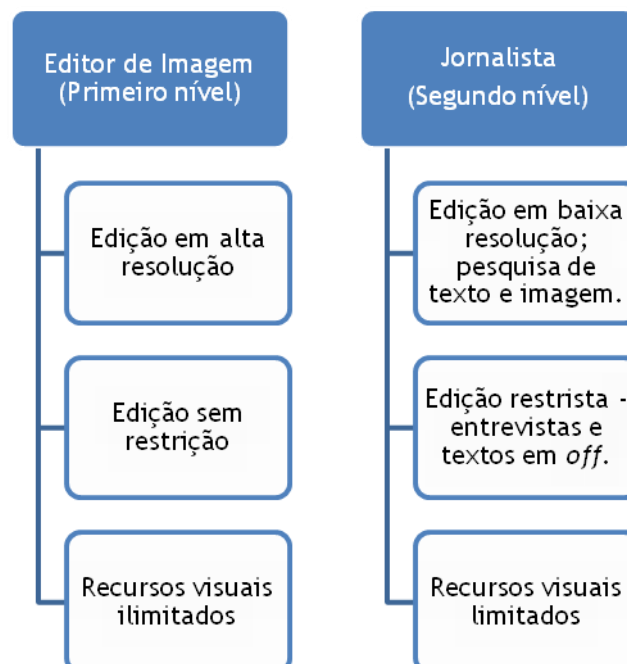 Editor de Imagem
(Primeiro nível)
Edição em alta
resolução
Edição sem
restrição
Recursos visuais
ilimitados
Jornalista
(Segundo nível)
Edição em baixa
resolução;
pesquisa de
texto e imagem.
Edição restrista -
entrevistas e
textos em off.
Recursos visuais
limitados